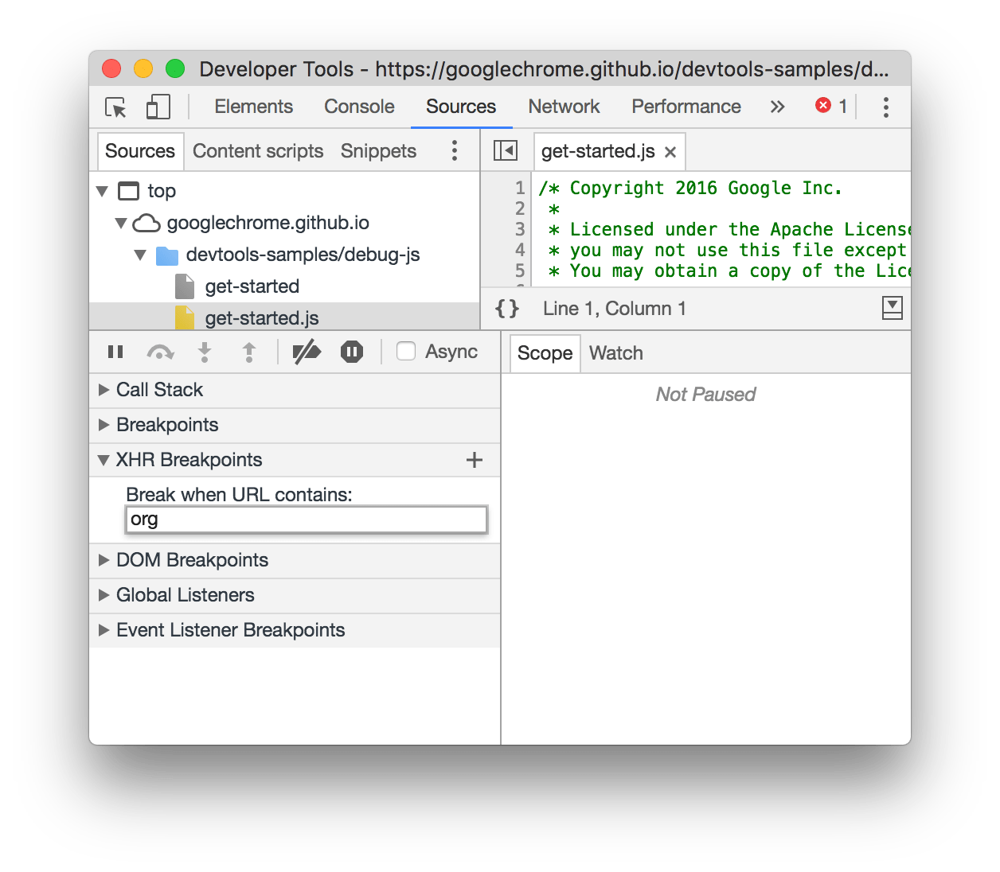 Developer Tools - https://googlechrome.github.io/devtools-samples/d...
Elements Console Sources Network Performance » 1
Sources Content scripts Snippets
get-started.js ×
top
googlechrome.github.io
devtools-samples/debug-js
get-started
get-started.js
1 /* Copyright 2016 Google Inc.
2 *
3 * Licensed under the Apache License
4 * you may not use this file except
5 * You may obtain a copy of the Lice
{} Line 1, Column 1
Async
Call Stack
Breakpoints
XHR Breakpoints +
Break when URL contains:
org
DOM Breakpoints
Global Listeners
Event Listener Breakpoints
Scope Watch
Not Paused